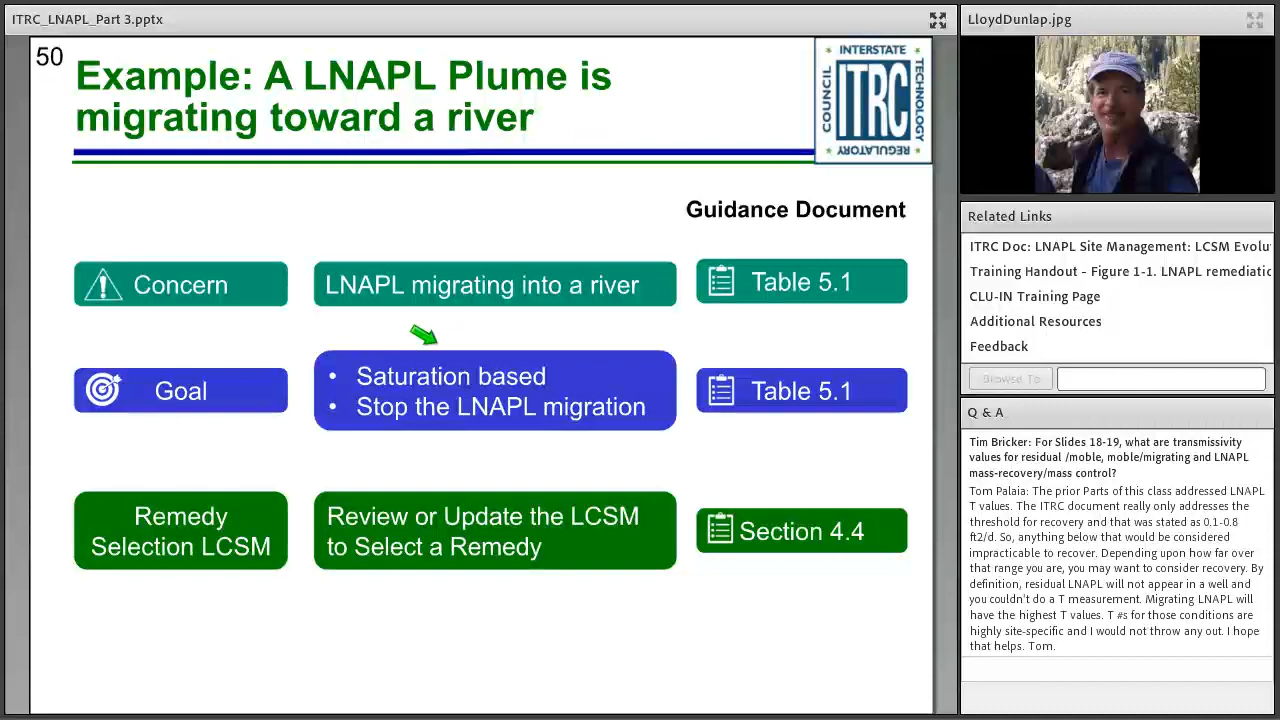 ITRC_LNAPL_Part 3.pptx
50
Example: A LNAPL Plume is
migrating toward a river
INTERSTATE
TECHNOLOGY
REGULATORY
COUNCIL
ITRC
Guidance Document
Concern
LNAPL migrating into a river
Table 5.1
Goal
• Saturation based
• Stop the LNAPL migration
Table 5.1
Remedy
Selection LCSM
Review or Update the LCSM
to Select a Remedy
Section 4.4
LloydDunlap.jpg
Related Links
ITRC Doc: LNAPL Site Management: LCSM Evolu
Training Handout - Figure 1-1. LNAPL remediatic
CLU-IN Training Page
Additional Resources
Feedback
Browse To
Q & A
Tim Bricker: For Slides 18-19, what are transmissivity
values for residual /moble, moble/migrating and LNAPL
mass-recovery/mass control?
Tom Palaia: The prior Parts of this class addressed LNAPL
T values. The ITRC document really only addresses the
threshold for recovery and that was stated as 0.1-0.8
ft2/d. So, anything below that would be considered
impracticable to recover. Depending upon how far over
that range you are, you may want to consider recovery. By
definition, residual LNAPL will not appear in a well and
you couldn't do a T measurement. Migrating LNAPL will
have the highest T values. T #s for those conditions are
highly site-specific and I would not throw any out. I hope
that helps. Tom.